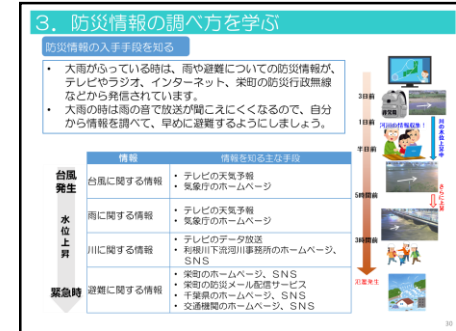 3．防災情報の調べ方を学ぶ
防災情報の入手手段を知る
• 大雨がふっている時は、雨や避難についての防災情報が、
テレビやラジオ、インターネット、栄町の防災行政無線
などから発信されています。
• 大雨の時は雨の音で放送が聞こえにくくなるので、自分
から情報を調べて、早めに避難するようにしましょう。
情報 情報を知る主な手段
台風
発生
台風に関する情報
• テレビの天気予報
• 気象庁のホームページ
水位上昇
雨に関する情報
• テレビの天気予報
• 気象庁のホームページ
川に関する情報
• テレビのデータ放送
• 利根川下流河川事務所のホームページ、
SNS
緊急時
避難に関する情報
• 栄町のホームページ、SNS
• 栄町の防災メール配信サービス
• 千葉県のホームページ、SNS
• 交通機関のホームページ、SNS
3日前
1日前
半日前
5時間前
3時間前
氾濫発生
川の水位上昇中
さらに上昇
30